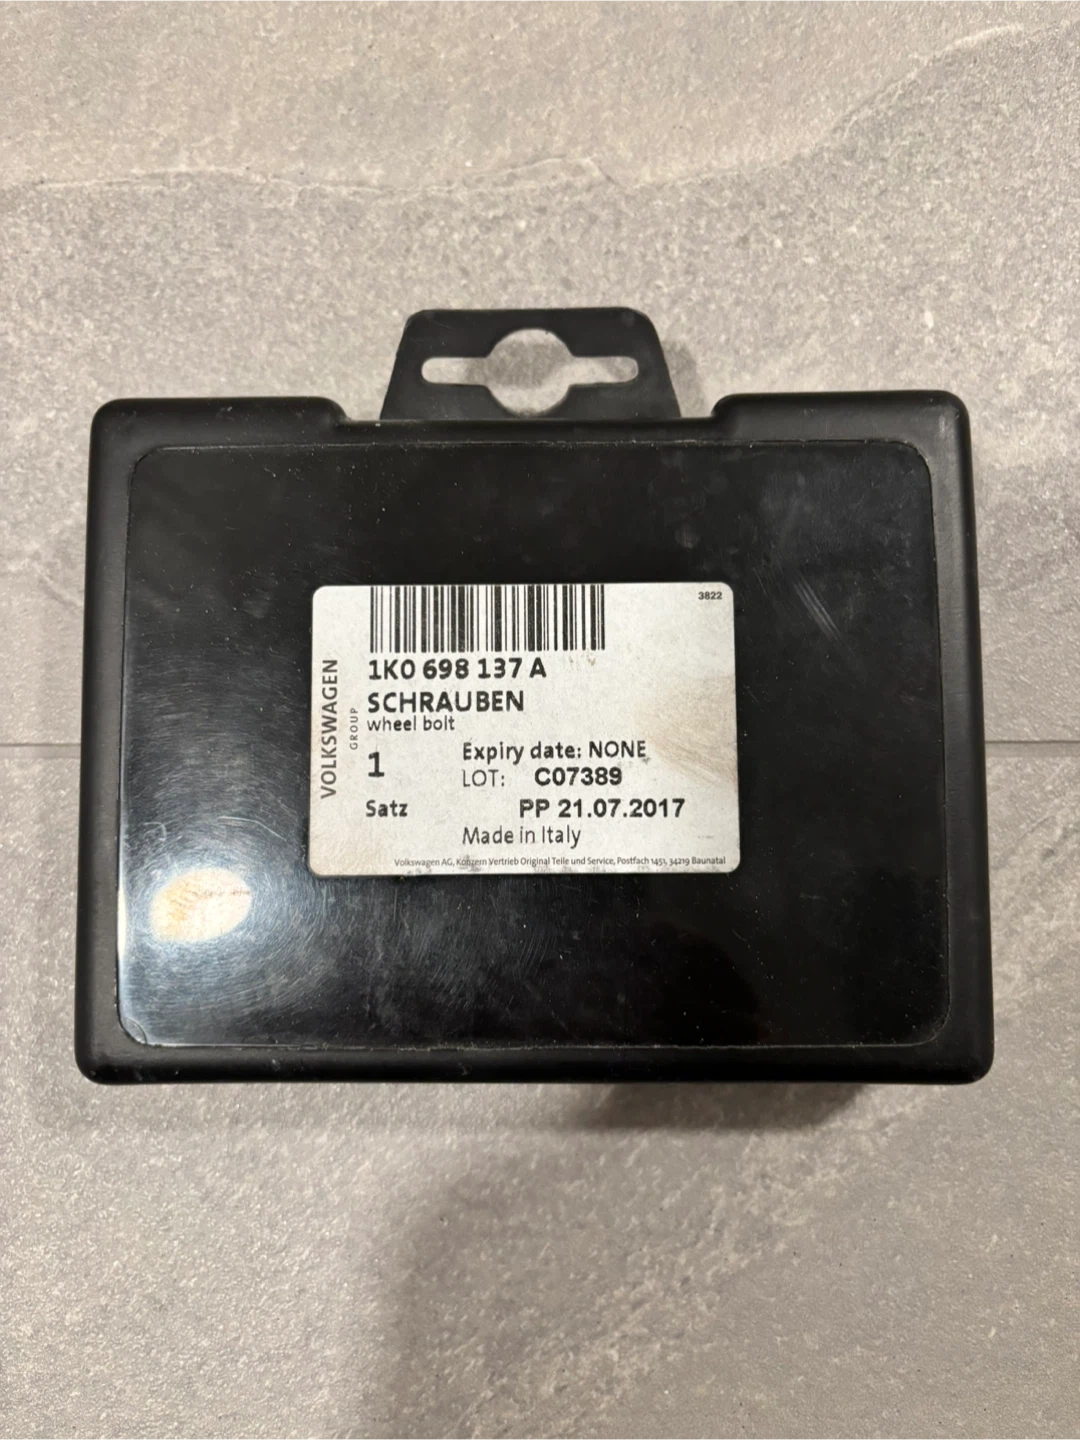 3822
1K0 698 137 A
SCHRAUBEN
wheel bolt
VOLKSWAGEN
GROUP
1
Expiry date: NONE
LOT: C07389
Satz
PP 21.07.2017
Made in Italy
Volkswagen AG, Konzern Vertrieb Original Teile und Service, Postfach 1451, 34219 Baunatal